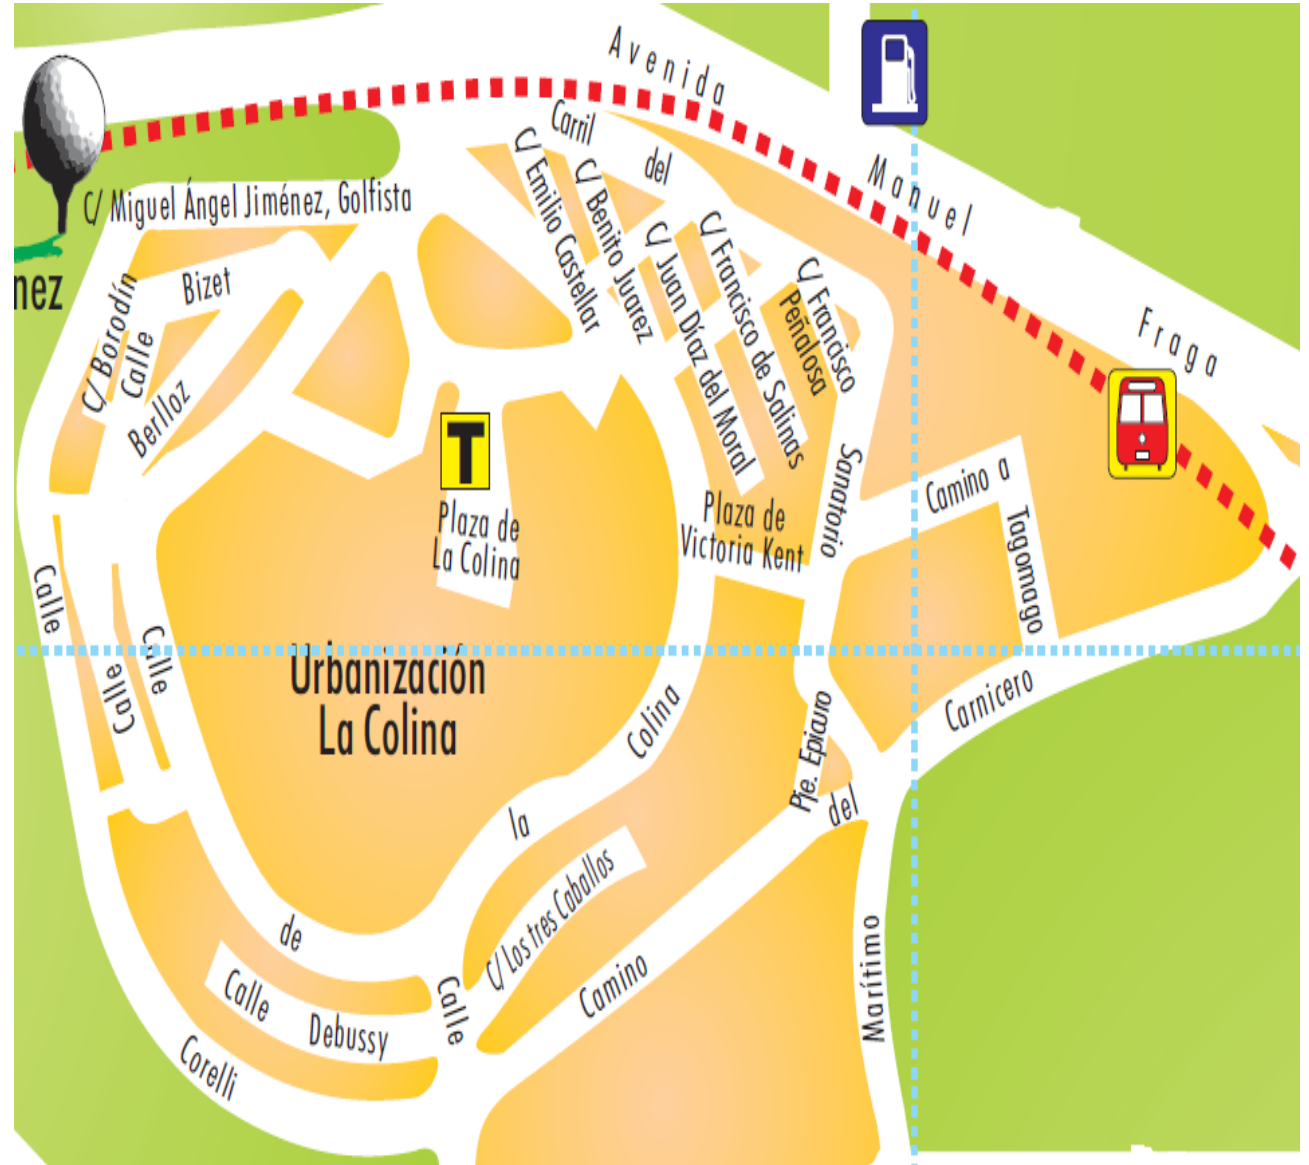 Avenida
Manuel
Fraga
Carril
del
C/ Miguel Ángel Jiménez, Golfista
nez
C/ Emilio Castellar
C/ Benito Juarez
C/ Juan Díaz del Moral
C/ Francisco de Salinas
C/ Francisco
Peñalosa
Sanatorio
C/ Borodín
Calle
Bizet
Berlloz
T
Plaza de
La Colina
Plaza de
Victoria Kent
Camino a
Tagomago
Calle
Calle
Calle
Urbanización
La Colina
Colina
la
de
Pje. Epicuro
Carnicero
del
Camino
C/ Los tres Caballos
Calle
Calle Debussy
Corelli
Marítimo